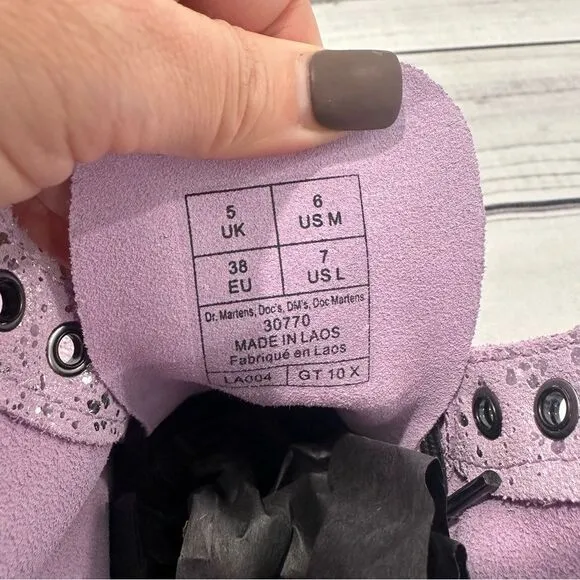 5 6
UK US M
38 7
EU US L
Dr. Martens, Doc's, DM's, Doc Martens
30770
MADE IN LAOS
Fabriqué en Laos
LA004 GT 10 X